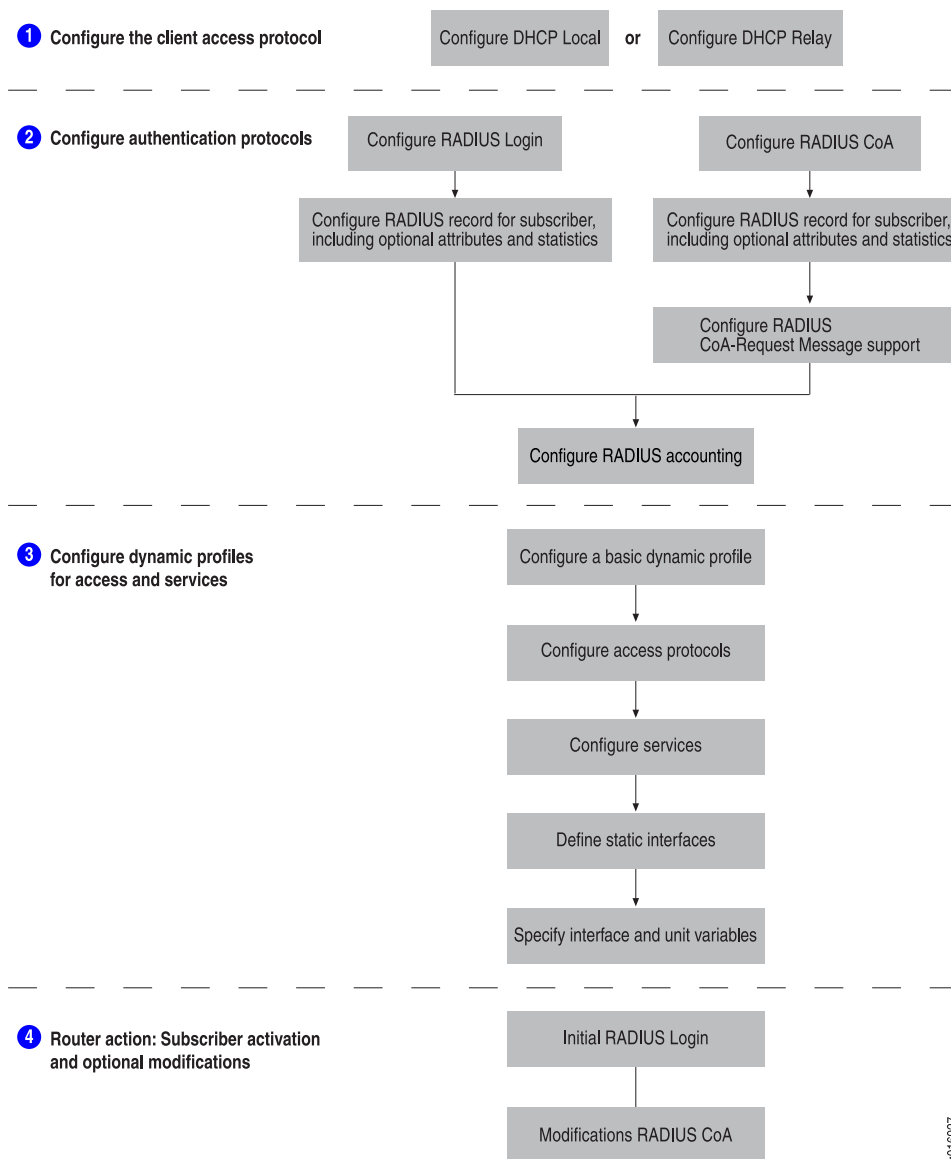 1 Configure the client access protocol
Configure DHCP Local or Configure DHCP Relay
2 Configure authentication protocols
Configure RADIUS Login
Configure RADIUS CoA
Configure RADIUS record for subscriber,
including optional attributes and statistics
Configure RADIUS record for subscriber,
including optional attributes and statistics
Configure RADIUS
CoA-Request Message support
Configure RADIUS accounting
3 Configure dynamic profiles
for access and services
Configure a basic dynamic profile
Configure access protocols
Configure services
Define static interfaces
Specify interface and unit variables
4 Router action: Subscriber activation
and optional modifications
Initial RADIUS Login
Modifications RADIUS CoA